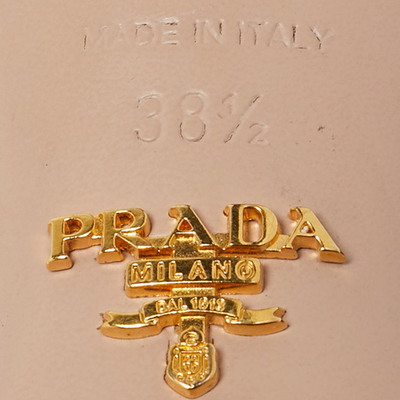 MADE IN ITALY
38½
PRADA
MILANO
DAL 1913